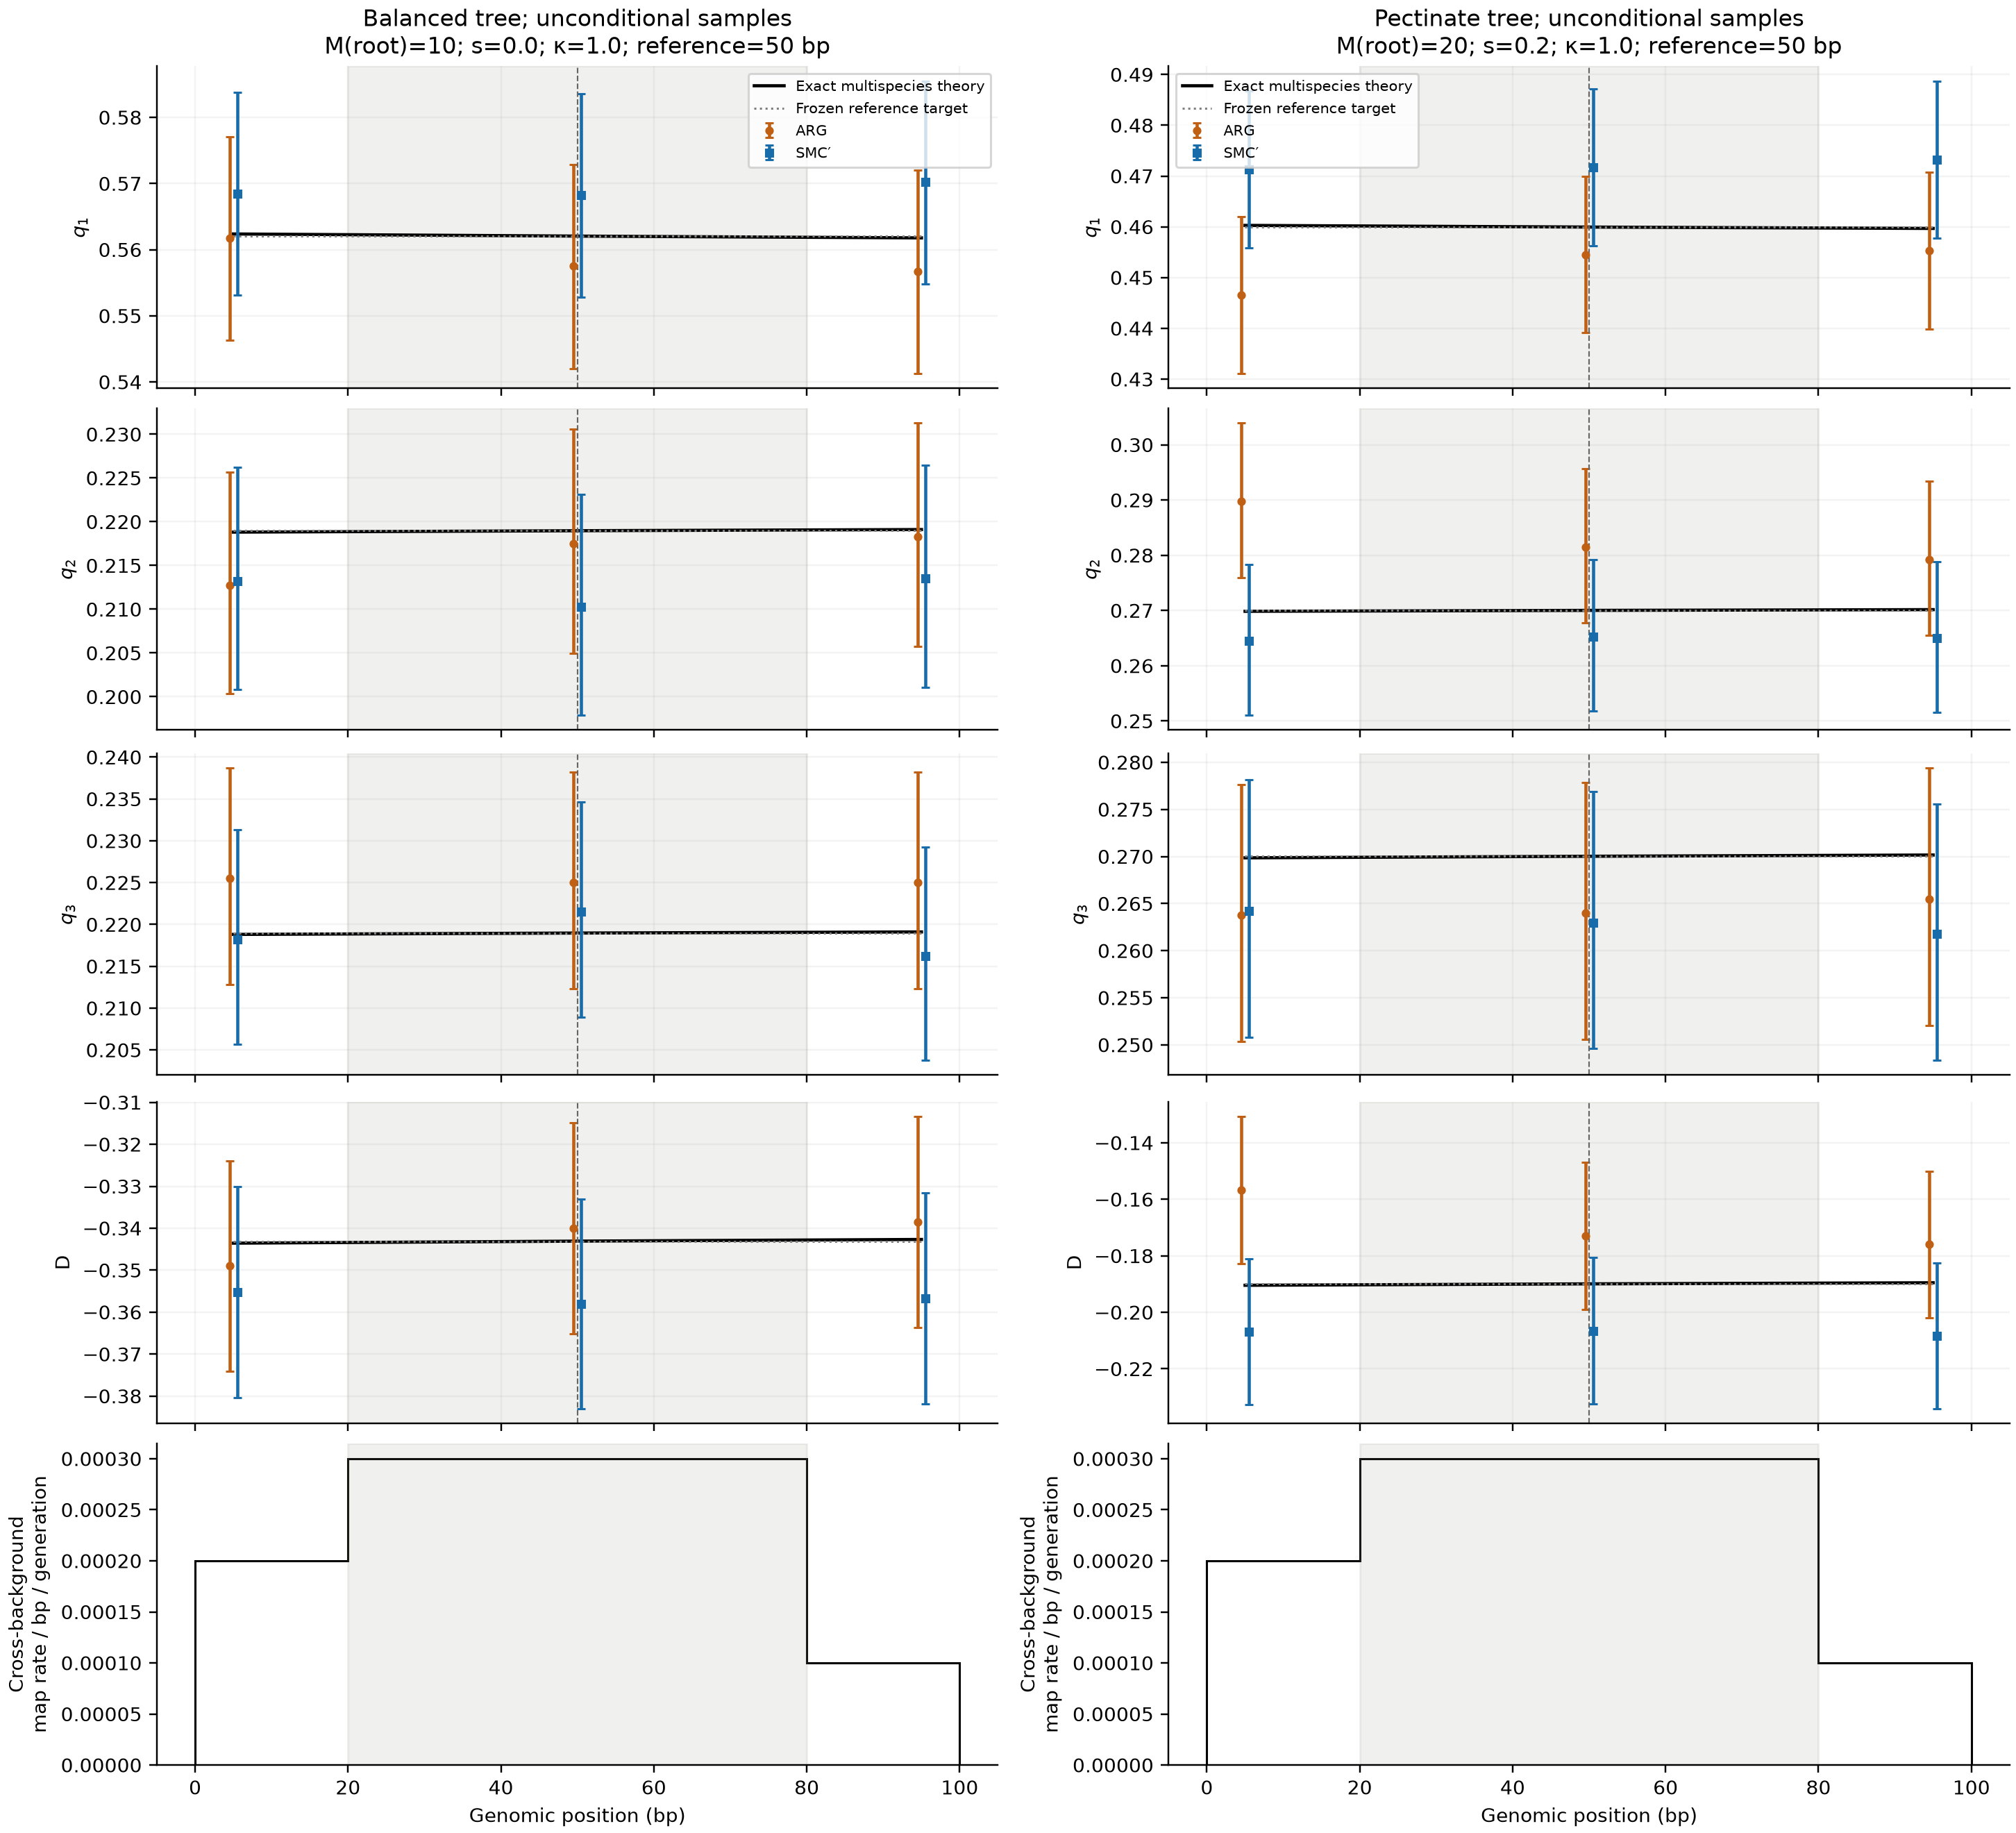 Balanced tree; unconditional samples
M(root)=10; s=0.0; κ=1.0; reference=50 bp
Exact multispecies theory
Frozen reference target
ARG
SMC′
q₁
0.58
0.57
0.56
0.55
0.54
q₂
0.230
0.225
0.220
0.215
0.210
0.205
0.200
q₃
0.240
0.235
0.230
0.225
0.220
0.215
0.210
0.205
D
−0.31
−0.32
−0.33
−0.34
−0.35
−0.36
−0.37
−0.38
Cross-background
map rate / bp / generation
0.00030
0.00025
0.00020
0.00015
0.00010
0.00005
0.00000
0 20 40 60 80 100
Genomic position (bp)
Pectinate tree; unconditional samples
M(root)=20; s=0.2; κ=1.0; reference=50 bp
Exact multispecies theory
Frozen reference target
ARG
SMC′
q₁
0.49
0.48
0.47
0.46
0.45
0.44
0.43
q₂
0.30
0.29
0.28
0.27
0.26
0.25
q₃
0.280
0.275
0.270
0.265
0.260
0.255
0.250
D
−0.14
−0.16
−0.18
−0.20
−0.22
Cross-background
map rate / bp / generation
0.00030
0.00025
0.00020
0.00015
0.00010
0.00005
0.00000
0 20 40 60 80 100
Genomic position (bp)